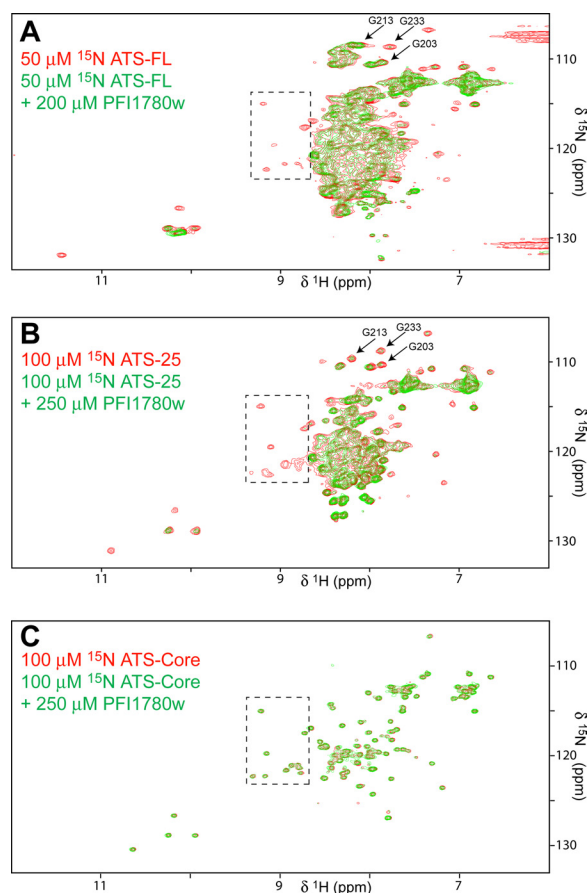 A
50 μM ¹⁵N ATS-FL
50 μM ¹⁵N ATS-FL
+ 200 μM PFI1780w
G213
G233
G203
110
120
130
δ ¹⁵N (ppm)
11
9
7
δ ¹H (ppm)
B
100 μM ¹⁵N ATS-25
100 μM ¹⁵N ATS-25
+ 250 μM PFI1780w
G213
G233
G203
110
120
130
δ ¹⁵N (ppm)
11
9
7
δ ¹H (ppm)
C
100 μM ¹⁵N ATS-Core
100 μM ¹⁵N ATS-Core
+ 250 μM PFI1780w
110
120
130
δ ¹⁵N (ppm)
11
9
7
δ ¹H (ppm)